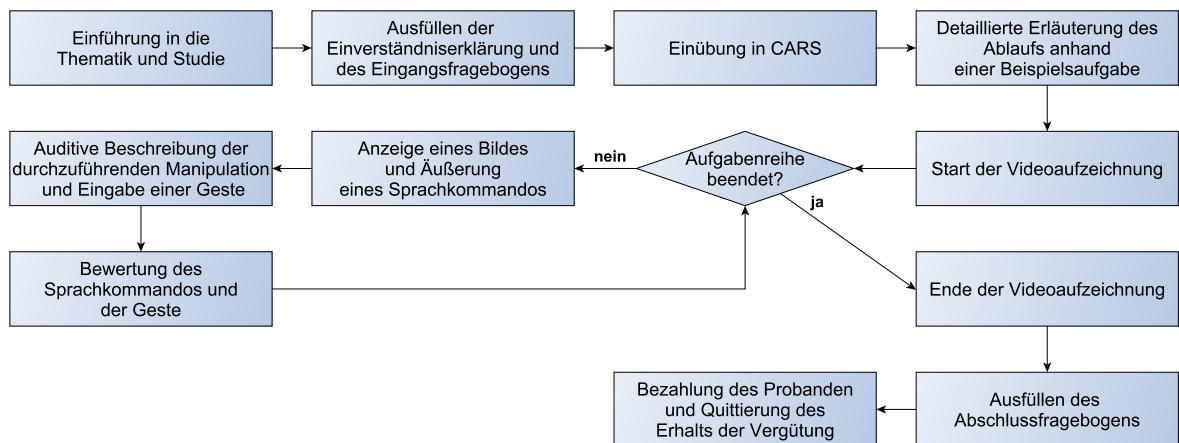 Einführung in die
Thematik und Studie
Ausfüllen der
Einverständniserklärung und
des Eingangsfragebogens
Einübung in CARS
Detaillierte Erläuterung des
Ablaufs anhand
einer Beispielsaufgabe
Start der Videoaufzeichnung
Aufgabenreihe
beendet?
nein
Anzeige eines Bildes
und Äußerung
eines Sprachkommandos
Auditive Beschreibung der
durchzuführenden Manipulation
und Eingabe einer Geste
Bewertung des
Sprachkommandos und
der Geste
ja
Ende der Videoaufzeichnung
Ausfüllen des
Abschlussfragebogens
Bezahlung des Probanden
und Quittierung des
Erhalts der Vergütung